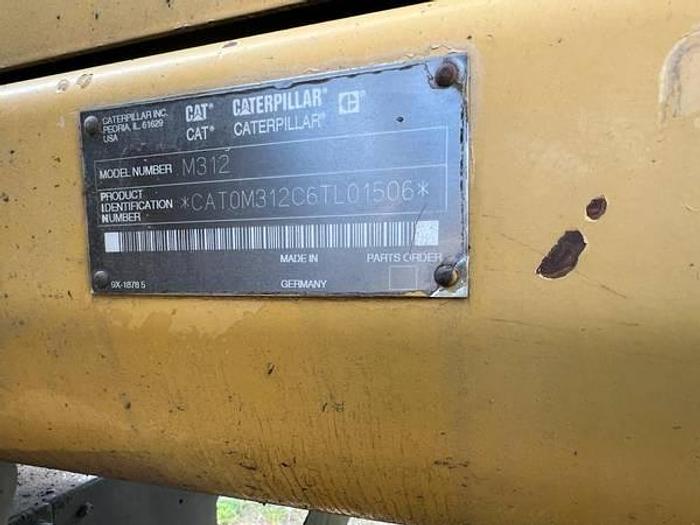 CATERPILLAR INC.
PEORIA, IL. 61629
USA
CAT CATERPILLAR C
CAT® CATERPILLAR®
MODEL NUMBER M312
PRODUCT
IDENTIFICATION
NUMBER
*CAT0M312C6TL01506*
MADE IN
PARTS ORDER
9X-1878 5
GERMANY